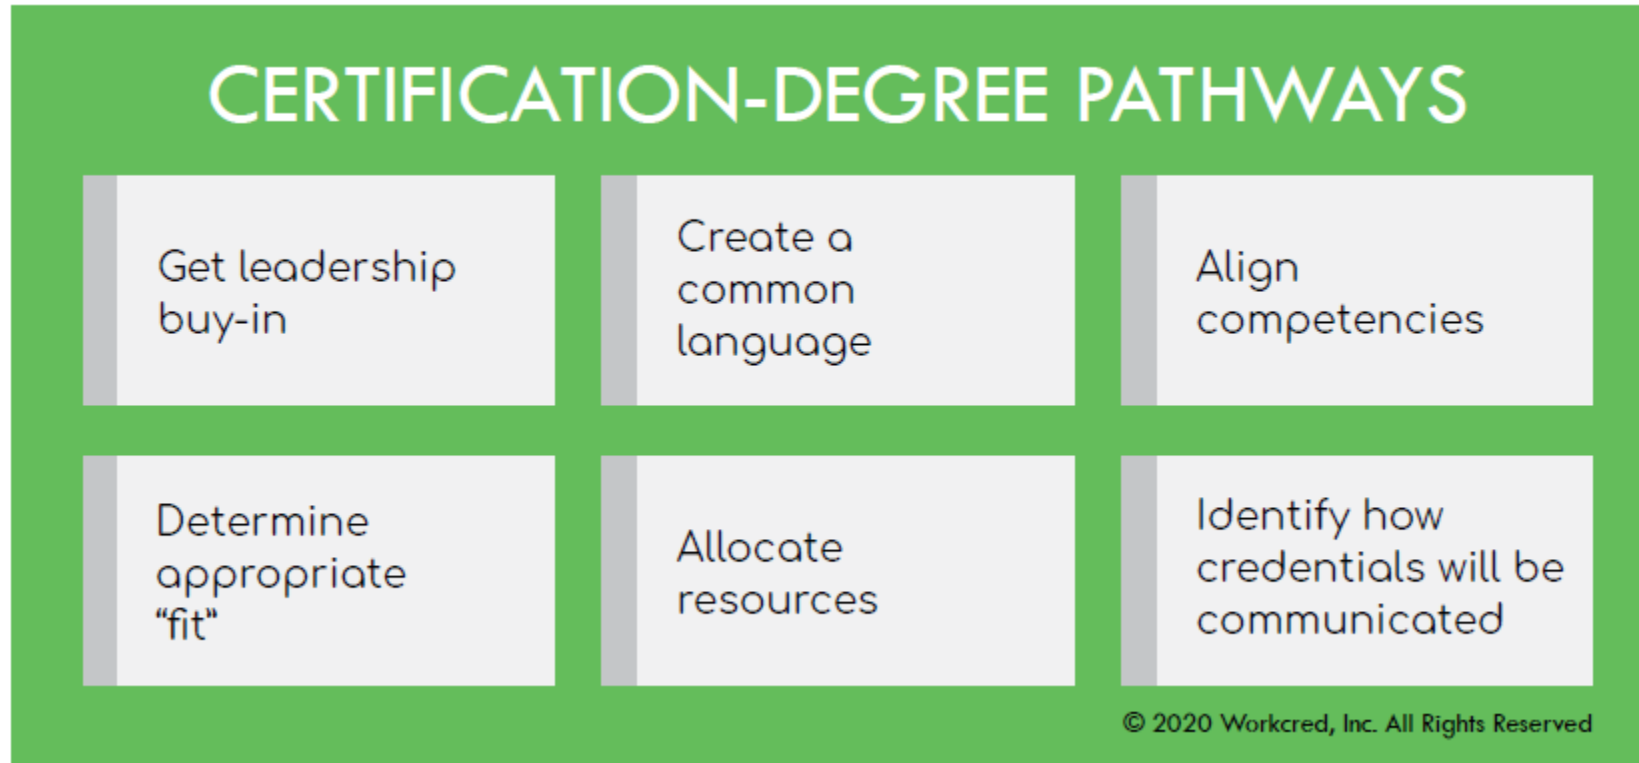 CERTIFICATION-DEGREE PATHWAYS
Get leadership
buy-in
Create a
common
language
Align
competencies
Determine
appropriate
“fit”
Allocate
resources
Identify how
credentials will be
communicated
© 2020 Workcred, Inc. All Rights Reserved